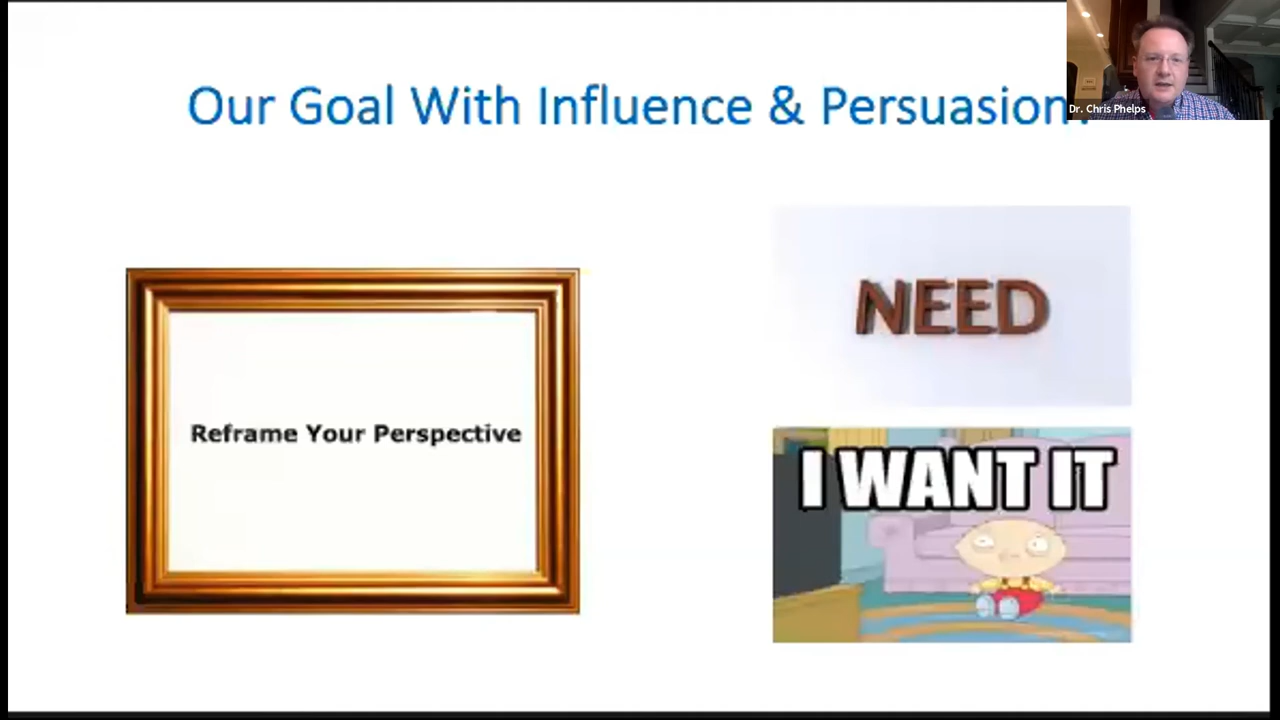 Our Goal With Influence & Persuasion?
Dr. Chris Phelps
NEED
Reframe Your Perspective
I WANT IT